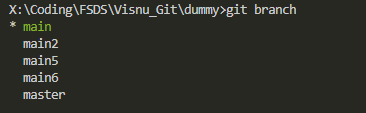 X:\Coding\FSDS\Visnu_Git\dummy>git branch
* main
  main2
  main5
  main6
  master